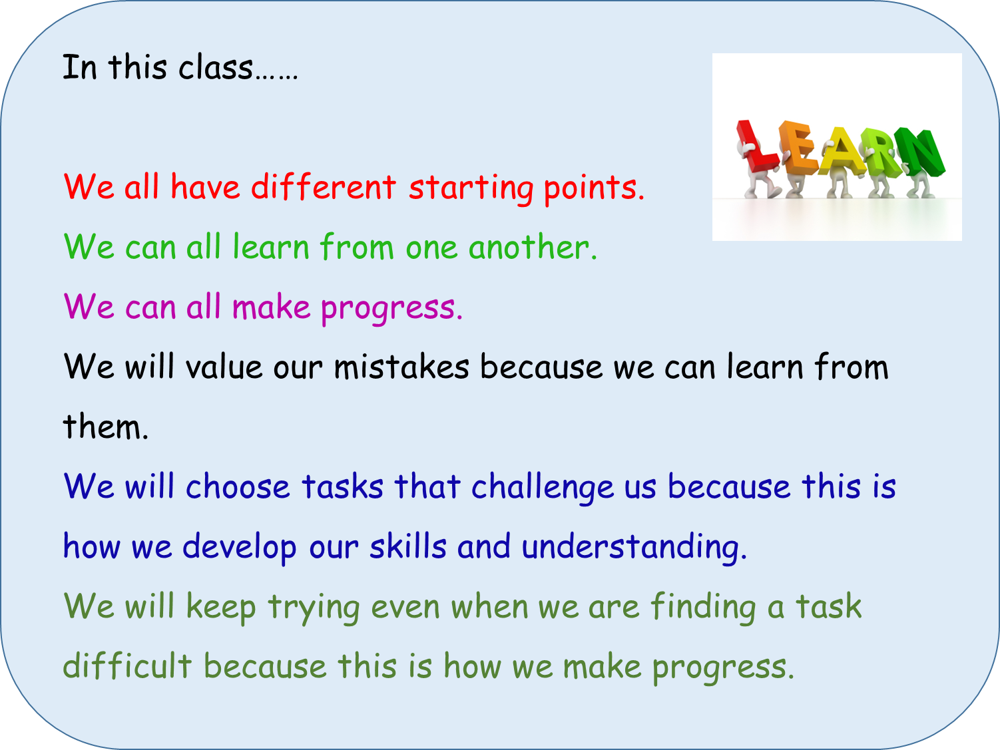 In this class……
LEARN
We all have different starting points.
We can all learn from one another.
We can all make progress.
We will value our mistakes because we can learn from
them.
We will choose tasks that challenge us because this is
how we develop our skills and understanding.
We will keep trying even when we are finding a task
difficult because this is how we make progress.